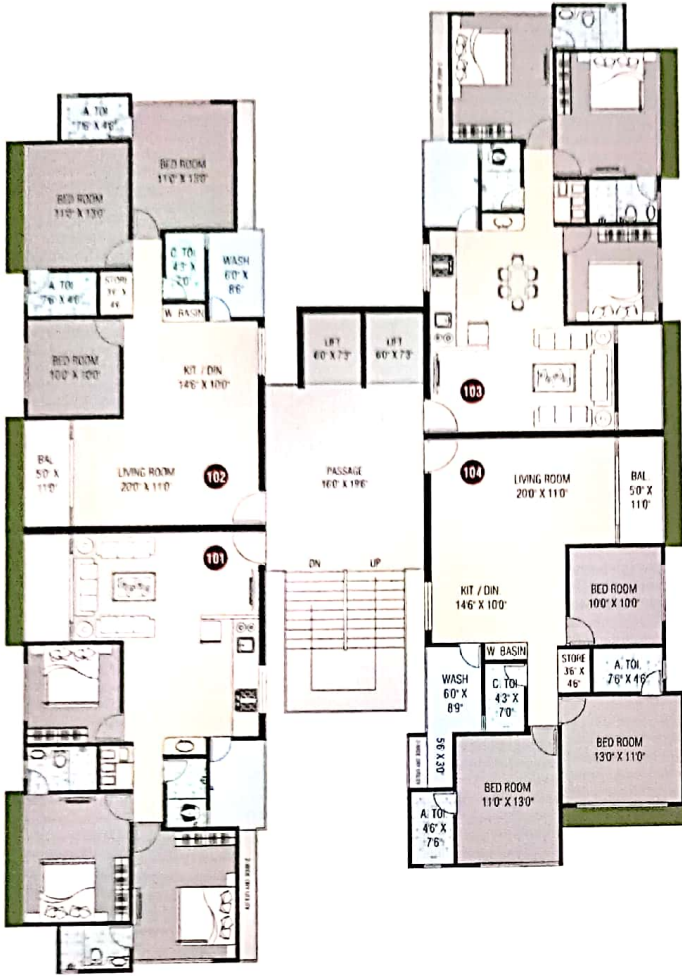 A. TOI
7'6" X 4'6"
BED ROOM
11'0" X 13'0"
BED ROOM
11'0" X 13'0"
C. TOI
4'3" X
7'0"
WASH
6'0" X
8'6"
A. TOI
7'6" X 4'6"
STORE
W. BASIN
BED ROOM
10'0" X 10'0"
KIT / DIN
14'6" X 10'0"
LIFT
6'0" X 7'3"
LIFT
6'0" X 7'3"
103
BAL
5'0" X
11'0"
LIVING ROOM
20'0" X 11'0"
102
PASSAGE
16'0" X 19'6"
104
LIVING ROOM
20'0" X 11'0"
BAL
5'0" X
11'0"
101
DN
UP
KIT / DIN
14'6" X 10'0"
BED ROOM
10'0" X 10'0"
W. BASIN
WASH
6'0" X
8'9"
C. TOI
4'3" X
7'0"
STORE
3'6" X
4'6"
A. TOI.
7'6" X 4'6"
5'6" X 3'0"
BED ROOM
13'0" X 11'0"
BED ROOM
11'0" X 13'0"
A. TOI
4'6" X
7'6"